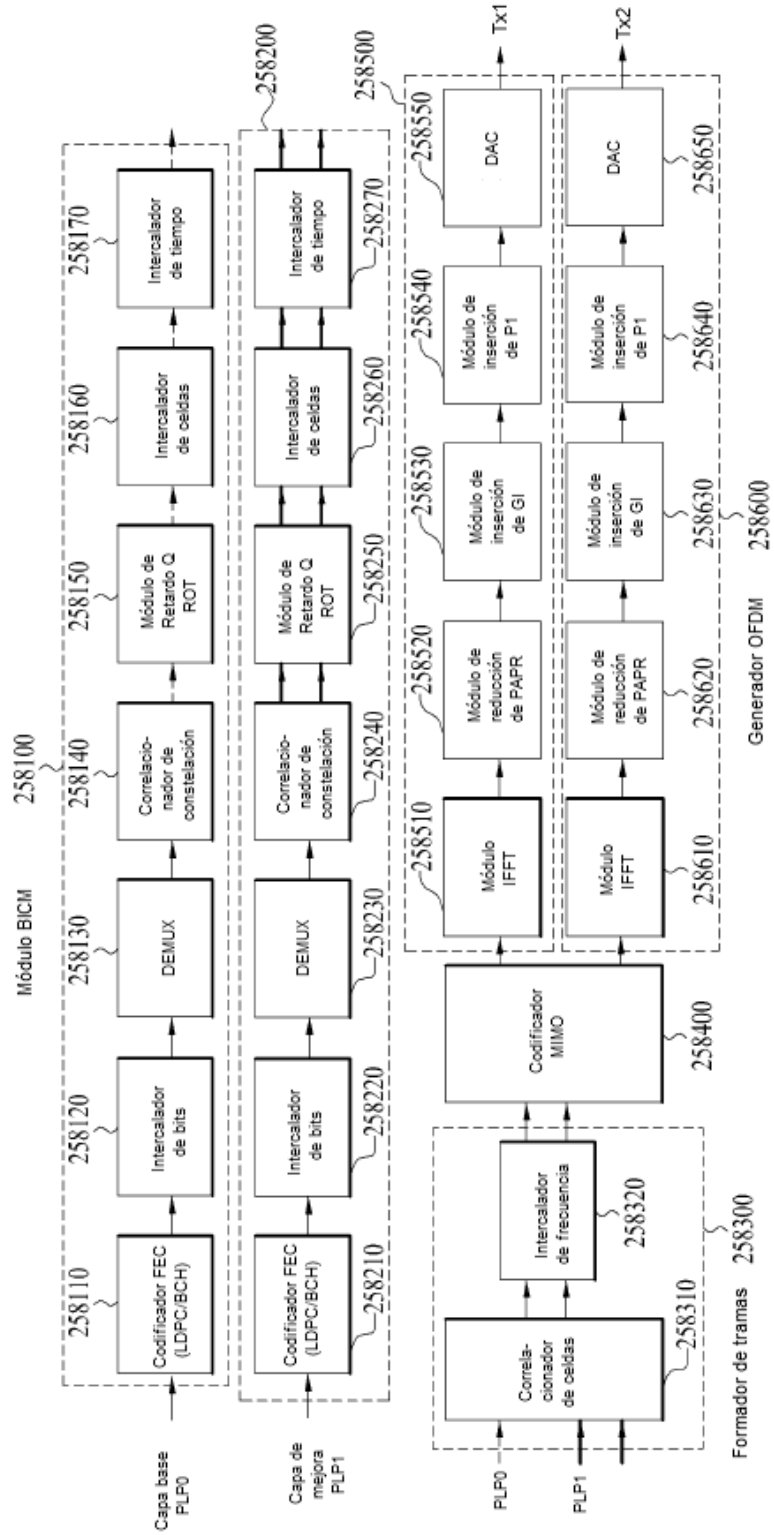 Módulo BICM
258100
258110
258120
258130
258140
258150
258160
258170
Capa base
PLP0
Codificador FEC
(LDPC/BCH)
Intercalador
de bits
DEMUX
Correlacio-
nador de
constelación
Módulo de
Retardo Q
ROT
Intercalador
de celdas
Intercalador
de tiempo
258200
Capa de
mejora
PLP1
Codificador FEC
(LDPC/BCH)
Intercalador
de bits
DEMUX
Correlacio-
nador de
constelación
Módulo de
Retardo Q
ROT
Intercalador
de celdas
Intercalador
de tiempo
258210
258220
258230
258240
258250
258260
258270
258500
258510
258520
258530
258540
258550
PLP0
PLP1
Correla-
cionador
de celdas
Intercalador
de frecuencia
Codificador
MIMO
Módulo
IFFT
Módulo de
reducción
de PAPR
Módulo de
inserción
de GI
Módulo de
inserción
de P1
DAC
Tx1
Módulo
IFFT
Módulo de
reducción
de PAPR
Módulo de
inserción
de GI
Módulo de
inserción
de P1
DAC
Tx2
258310
258320
258400
258610
258620
258630
258640
258650
Formador de tramas
258300
Generador OFDM
258600